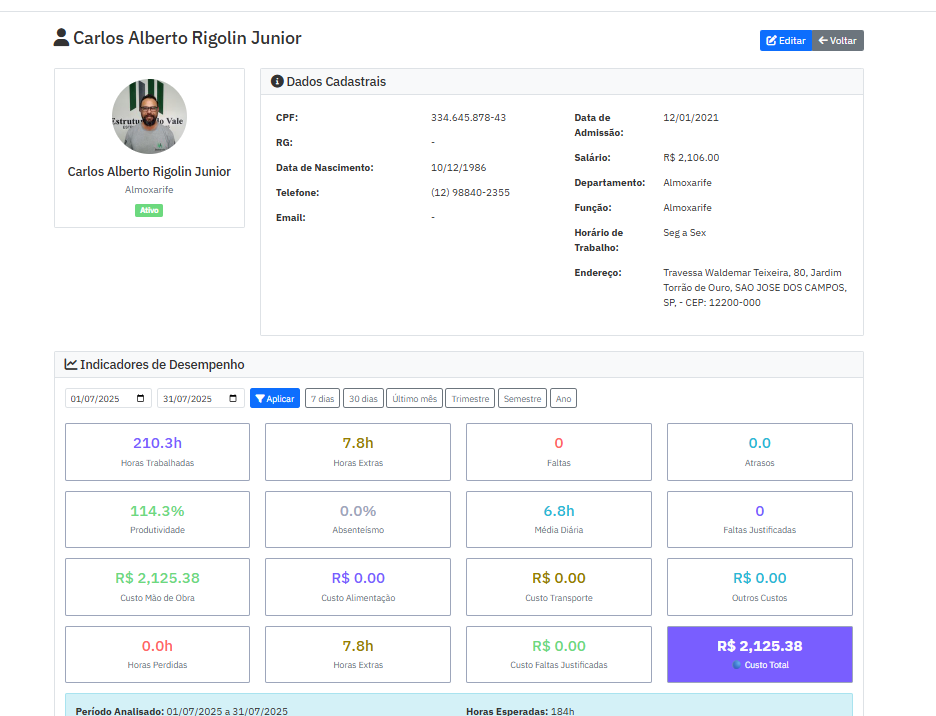 Carlos Alberto Rigolin Junior
Editar
Voltar
Estrutu o Vale
Carlos Alberto Rigolin Junior
Almoxarife
Ativo
Dados Cadastrais
CPF: 334.645.878-43
RG: -
Data de Nascimento: 10/12/1986
Telefone: (12) 98840-2355
Email: -
Data de Admissão: 12/01/2021
Salário: R$ 2,106.00
Departamento: Almoxarife
Função: Almoxarife
Horário de Trabalho: Seg a Sex
Endereço: Travessa Waldemar Teixeira, 80, Jardim
Torrão de Ouro, SAO JOSE DOS CAMPOS,
SP, - CEP: 12200-000
Indicadores de Desempenho
01/07/2025 31/07/2025 Aplicar 7 dias 30 dias Último mês Trimestre Semestre Ano
210.3h 7.8h 0 0.0
Horas Trabalhadas Horas Extras Faltas Atrasos
114.3% 0.0% 6.8h 0
Produtividade Absenteísmo Média Diária Faltas Justificadas
R$ 2,125.38 R$ 0.00 R$ 0.00 R$ 0.00
Custo Mão de Obra Custo Alimentação Custo Transporte Outros Custos
0.0h 7.8h R$ 0.00 R$ 2,125.38
Horas Perdidas Horas Extras Custo Faltas Justificadas Custo Total
Período Analisado: 01/07/2025 a 31/07/2025 Horas Esperadas: 184h